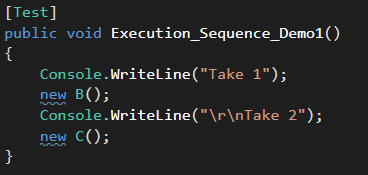 [Test]
public void Execution_Sequence_Demo1()
{
    Console.WriteLine("Take 1");
    new B();
    Console.WriteLine("\r\nTake 2");
    new C();
}